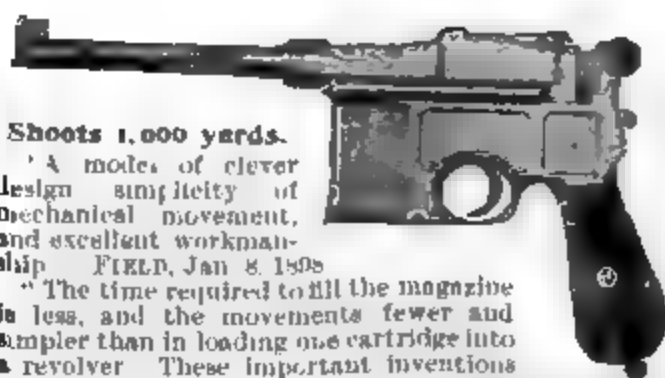 Shoots 1,000 yards.
"A model of clever
design simplicity of
mechanical movement,
and excellent workman-
ship FIELD, Jan 8, 1898
"The time required to fill the magazine
is less, and the movements fewer and
simpler than in loading one cartridge into
a revolver These important inventions